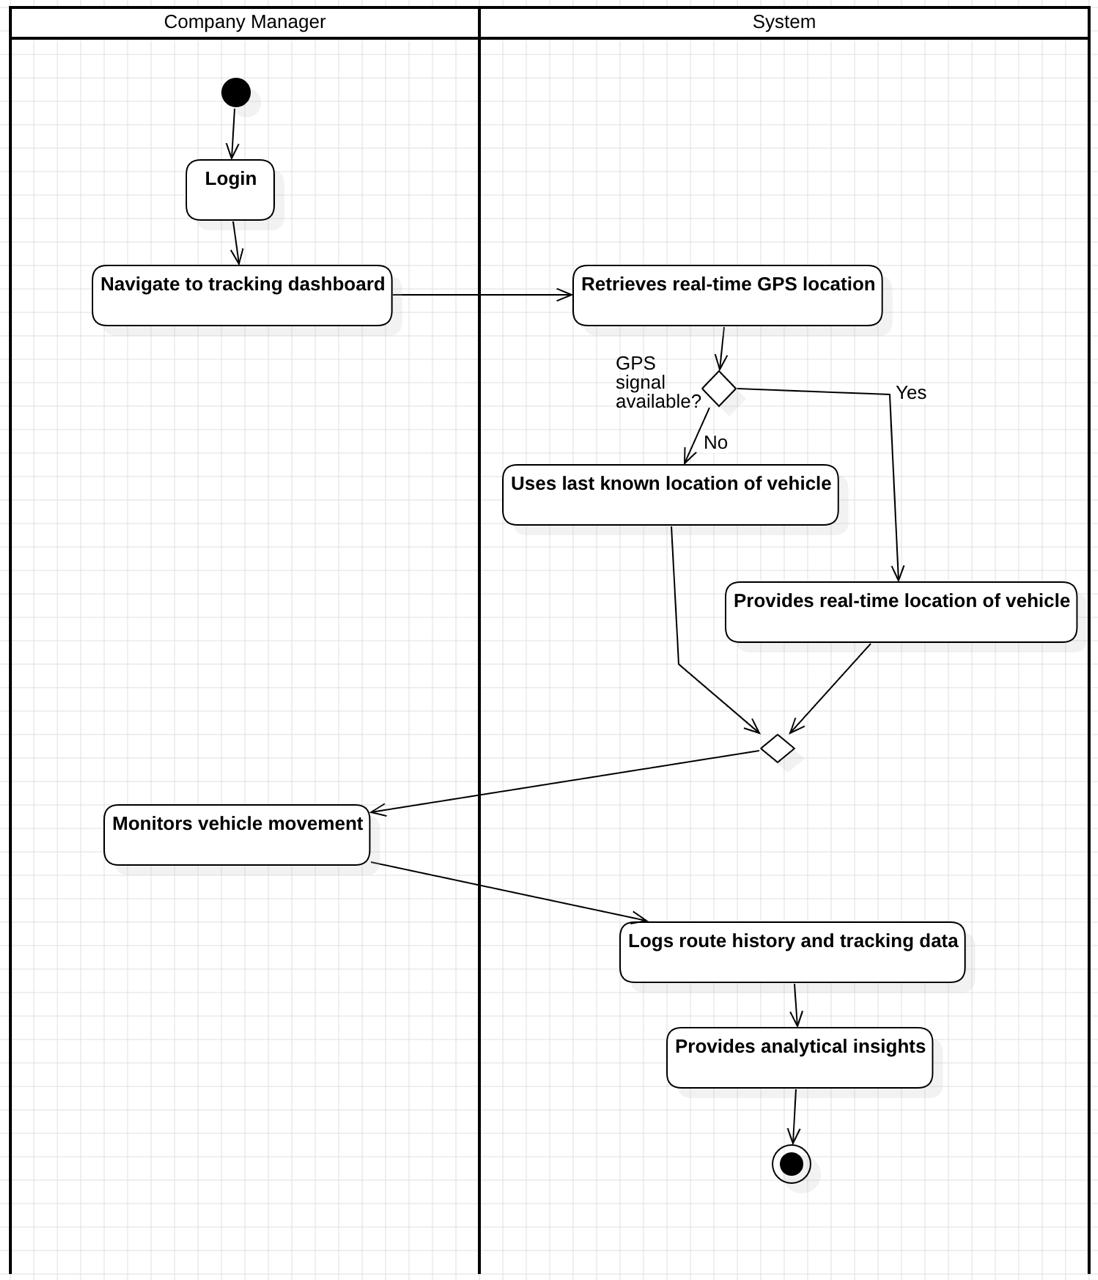 Company Manager
System
Login
Navigate to tracking dashboard
Retrieves real-time GPS location
GPS
signal
available?
Yes
No
Uses last known location of vehicle
Provides real-time location of vehicle
Monitors vehicle movement
Logs route history and tracking data
Provides analytical insights